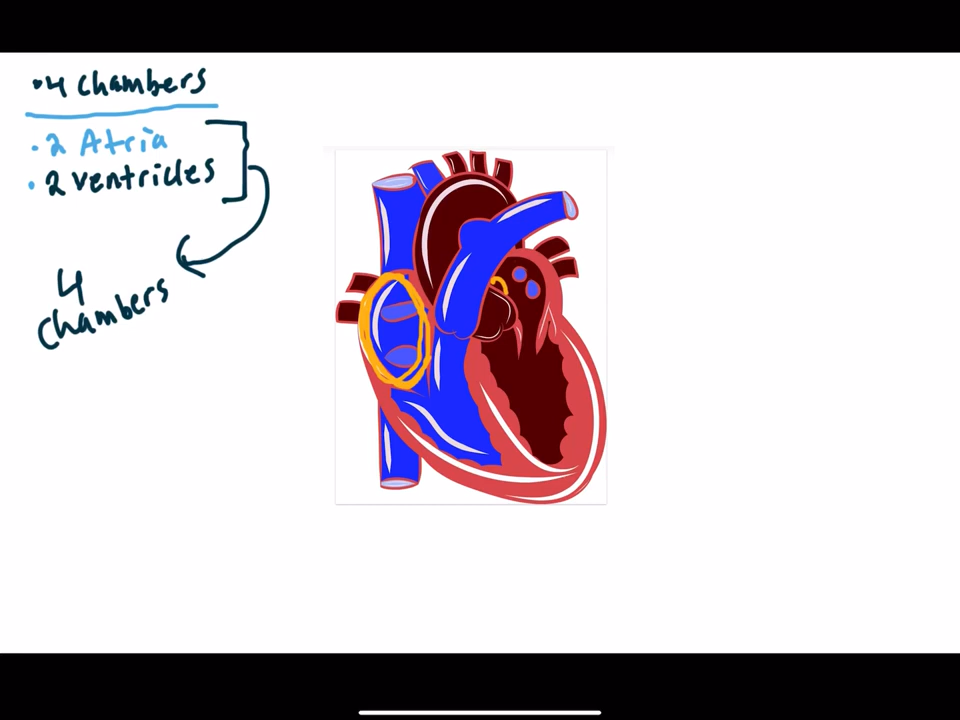 • 4 chambers
• 2 Atria
• 2 ventricles
4
chambers